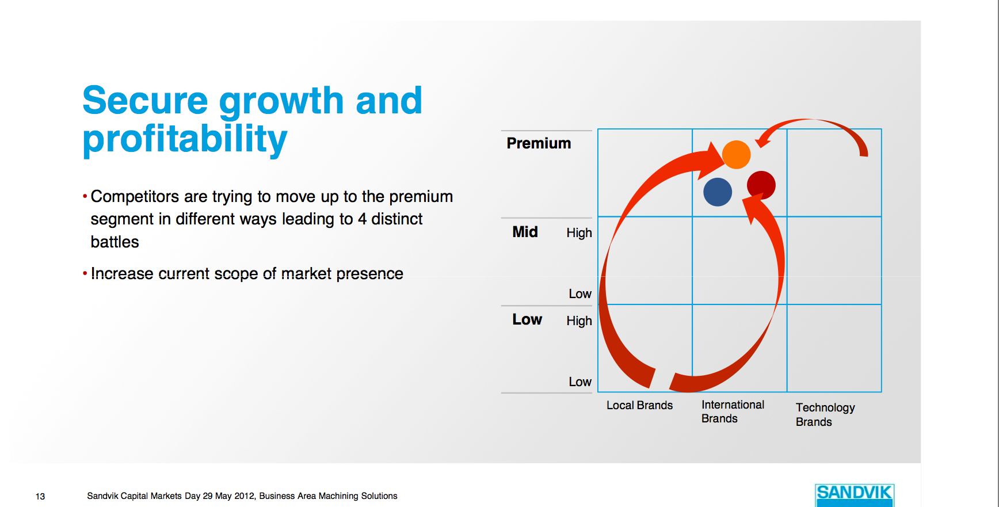 Secure growth and
profitability
• Competitors are trying to move up to the premium
segment in different ways leading to 4 distinct
battles
• Increase current scope of market presence
Premium
Mid High
Low
Low High
Low
Local Brands
International
Brands
Technology
Brands
13
Sandvik Capital Markets Day 29 May 2012, Business Area Machining Solutions
SANDVIK